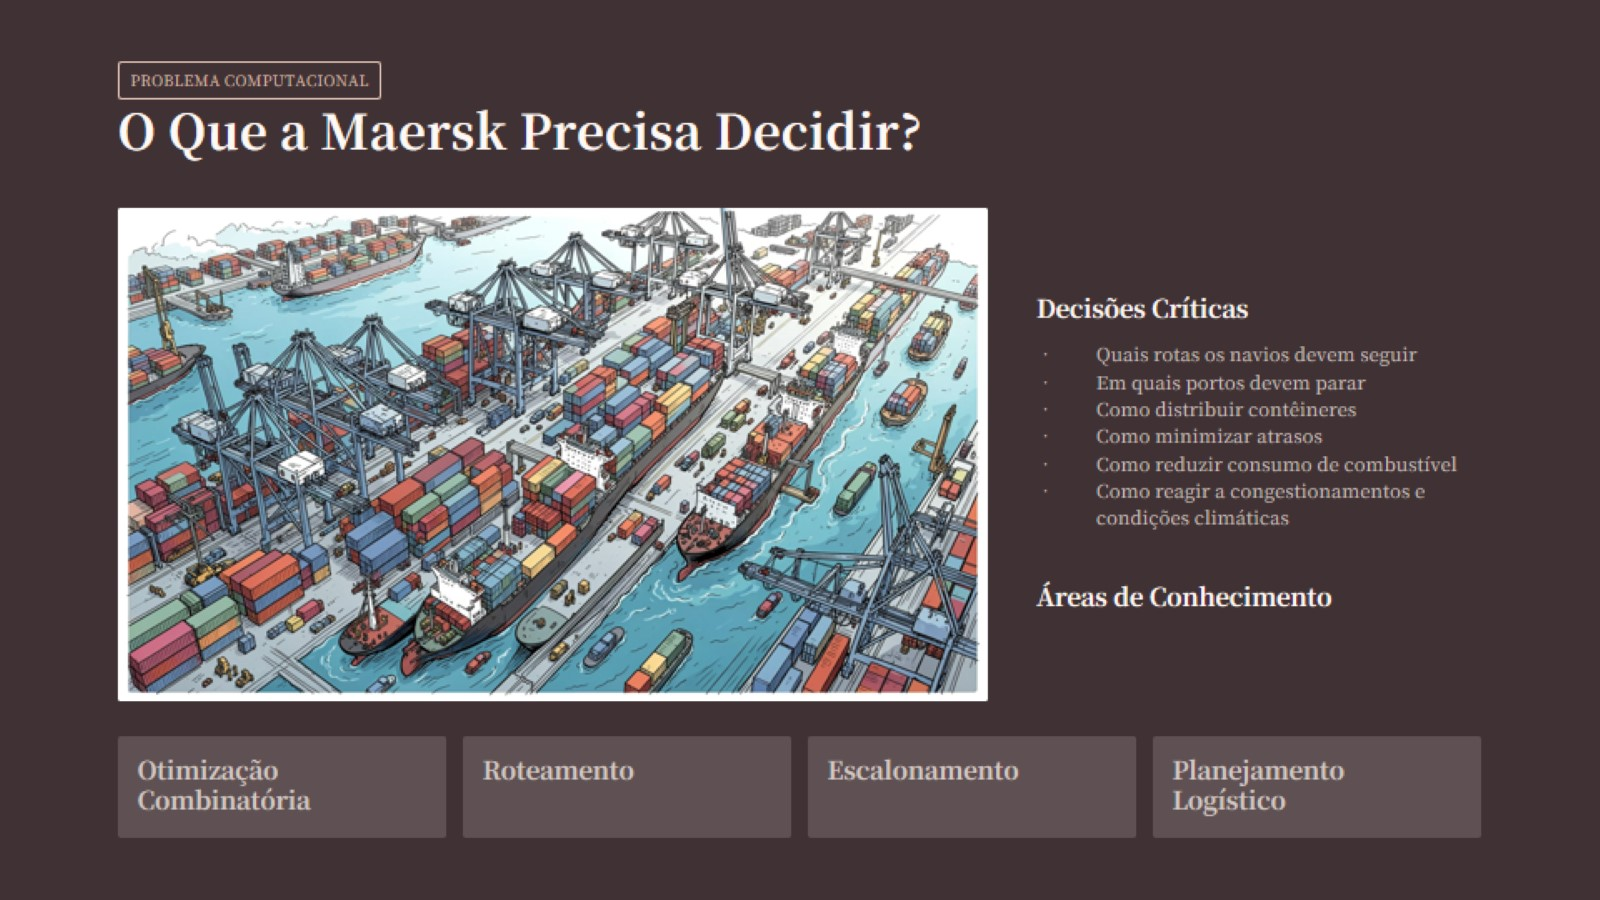 PROBLEMA COMPUTACIONAL
O Que a Maersk Precisa Decidir?
Decisões Críticas
· Quais rotas os navios devem seguir
· Em quais portos devem parar
· Como distribuir contêineres
· Como minimizar atrasos
· Como reduzir consumo de combustível
· Como reagir a congestionamentos e
condições climáticas
Áreas de Conhecimento
Otimização
Combinatória
Roteamento
Escalonamento
Planejamento
Logístico